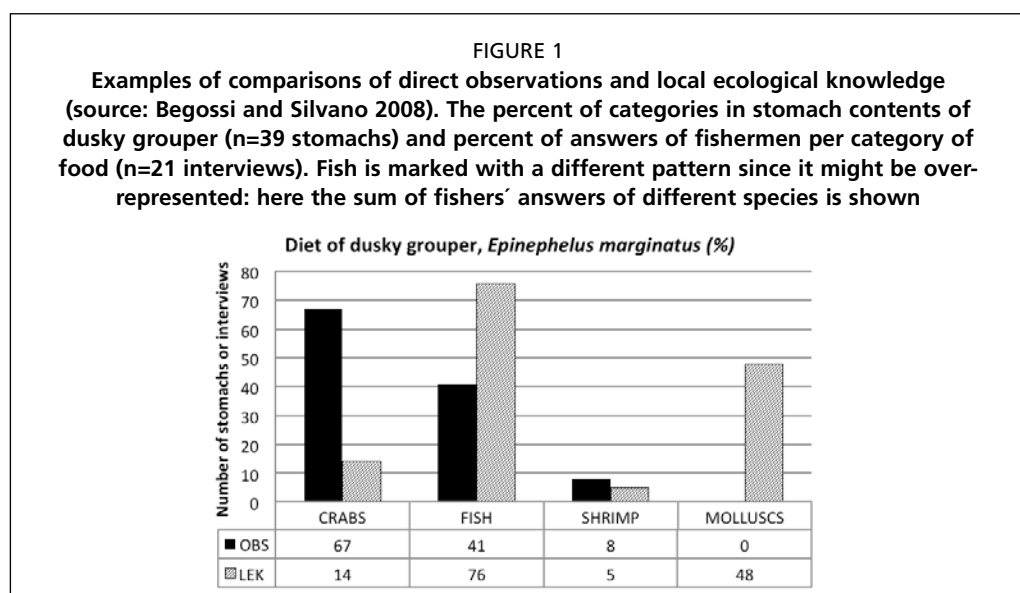 FIGURE 1
Examples of comparisons of direct observations and local ecological knowledge
(source: Begossi and Silvano 2008). The percent of categories in stomach contents of
dusky grouper (n=39 stomachs) and percent of answers of fishermen per category of
food (n=21 interviews). Fish is marked with a different pattern since it might be over-
represented: here the sum of fishers´ answers of different species is shown
Diet of dusky grouper, Epinephelus marginatus (%)
Number of stomachs or interviews
80
70
60
50
40
30
20
10
0
CRABS FISH SHRIMP MOLLUSCS
OBS 67 41 8 0
LEK 14 76 5 48